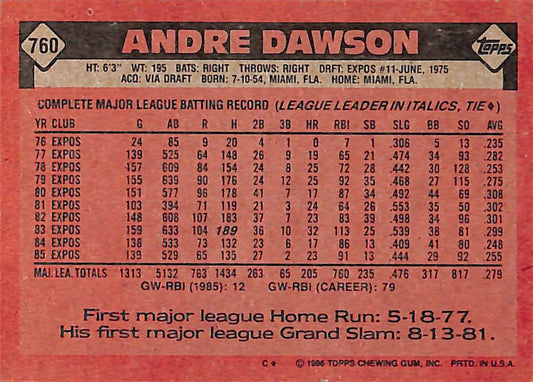 760
ANDRE DAWSON
topps
HT: 6'3" WT: 195 BATS: RIGHT THROWS: RIGHT DRFT: EXPOS #11-JUNE, 1975
ACQ: VIA DRAFT BORN: 7-10-54, MIAMI, FLA. HOME: MIAMI, FLA.
COMPLETE MAJOR LEAGUE BATTING RECORD (LEAGUE LEADER IN ITALICS, TIE◆)
YR CLUB G AB R H 2B 3B HR RBI SB SLG BB SO AVG
76 EXPOS 24 85 9 20 4 1 0 7 1 .306 5 13 .235
77 EXPOS 139 525 64 148 26 9 19 65 21 .474 34 93 .282
78 EXPOS 157 609 84 154 24 8 25 72 28 .442 30 128 .253
79 EXPOS 155 639 90 176 24 12 25 92 35 .468 27 115 .275
80 EXPOS 151 577 96 178 41 7 17 87 34 .492 44 69 .308
81 EXPOS 103 394 71 119 21 3 24 64 26 .553 35 50 .302
82 EXPOS 148 608 107 183 37 7 23 83 39 .498 34 96 .301
83 EXPOS 159 633 104 189 36 10 32 113 25 .539 38 81 .299
84 EXPOS 138 533 73 132 23 6 17 86 13 .409 41 80 .248
85 EXPOS 139 529 65 135 27 2 23 91 13 .444 29 92 .255
MAJ.LEA.TOTALS 1313 5132 763 1434 263 65 205 760 235 .476 317 817 .279
GW-RBI (1985): 12 GW-RBI (CAREER): 79
First major league Home Run: 5-18-77.
His first major league Grand Slam: 8-13-81.
C* © 1986 TOPPS CHEWING GUM, INC. PRTD. IN U.S.A.